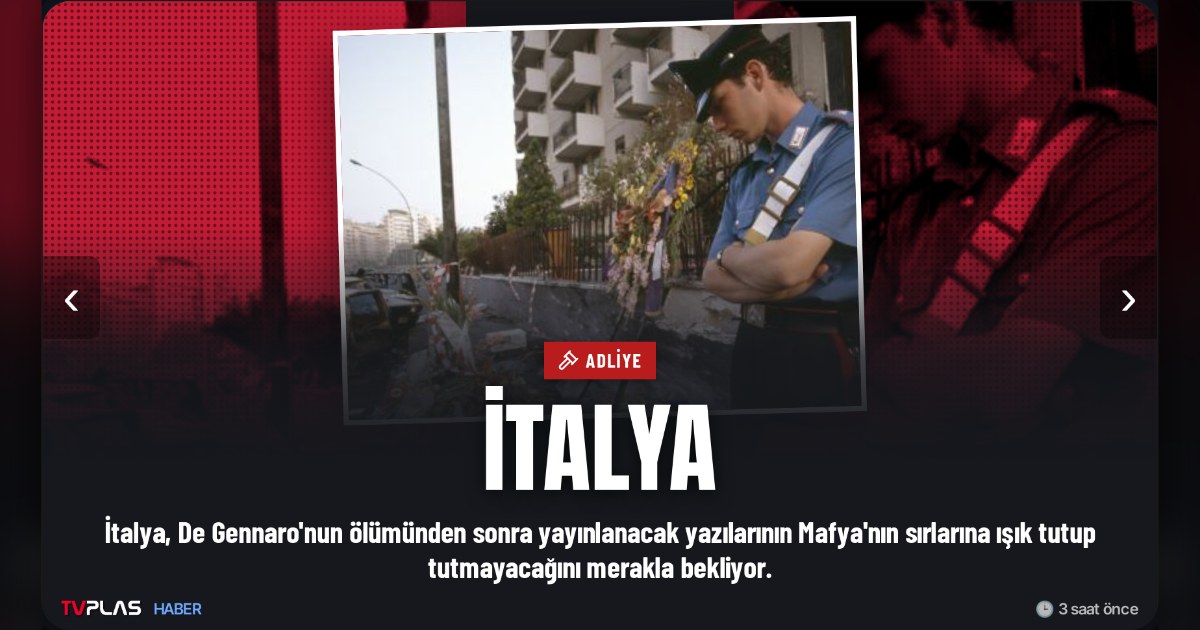 ADLİYE
İTALYA
İtalya, De Gennaro'nun ölümünden sonra yayınlanacak yazılarının Mafya'nın sırlarına ışık tutup
tutmayacağını merakla bekliyor.
TVPLAS HABER
3 saat önce